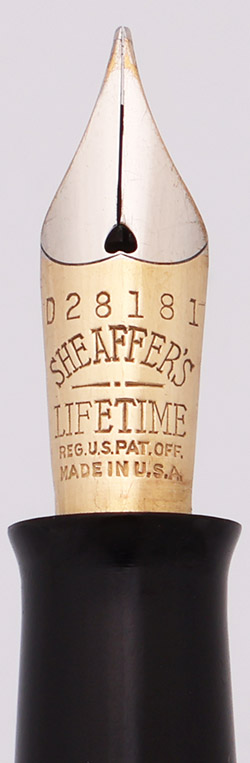 D28181
SHEAFFER'S
LIFETIME
REG.U.S.PAT.OFF.
MADE IN U.S.A.